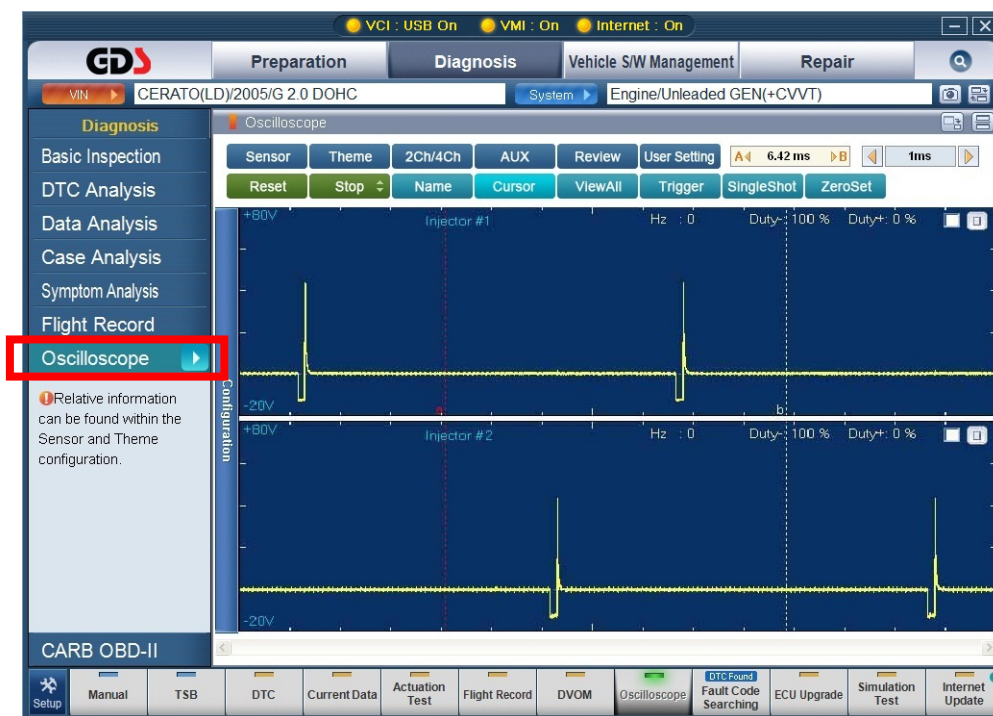 VCI : USB On VMI : On Internet : On
GDS
Preparation Diagnosis Vehicle S/W Management Repair
VIN CERATO(LD)/2005/G 2.0 DOHC System Engine/Unleaded GEN(+CVVT)
Diagnosis
Basic Inspection
DTC Analysis
Data Analysis
Case Analysis
Symptom Analysis
Flight Record
Oscilloscope
Relative information
can be found within the
Sensor and Theme
configuration.
CARB OBD-II
Oscilloscope
Sensor Theme 2Ch/4Ch AUX Review User Setting A 6.42 ms B 1ms
Reset Stop Name Cursor ViewAll Trigger SingleShot ZeroSet
Configuration
+80V Injector #1 Hz : 0 Duty-: 100 % Duty+: 0 %
-20V a b
+80V Injector #2 Hz : 0 Duty-: 100 % Duty+: 0 %
-20V
Setup
Manual
TSB
DTC
Current Data
Actuation
Test
Flight Record
DVOM
Oscilloscope
DTC Found
Fault Code
Searching
ECU Upgrade
Simulation
Test
Internet
Update